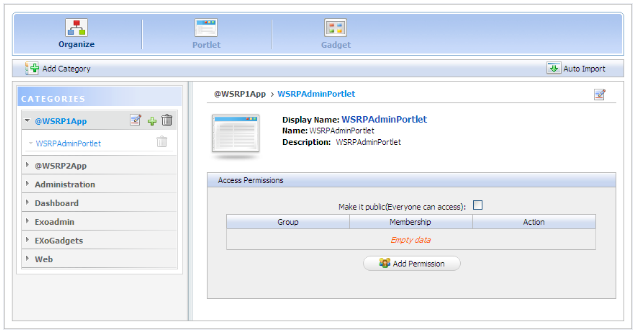 Organize
Portlet
Gadget
Add Category
Auto Import
CATEGORIES
@WSRP1App
WSRPAdminPortlet
@WSRP2App
Administration
Dashboard
Exoadmin
EXoGadgets
Web
@WSRP1App > WSRPAdminPortlet
Display Name: WSRPAdminPortlet
Name: WSRPAdminPortlet
Description: WSRPAdminPortlet
Access Permissions
Make it public(Everyone can access):
Group Membership Action
Empty data
Add Permission